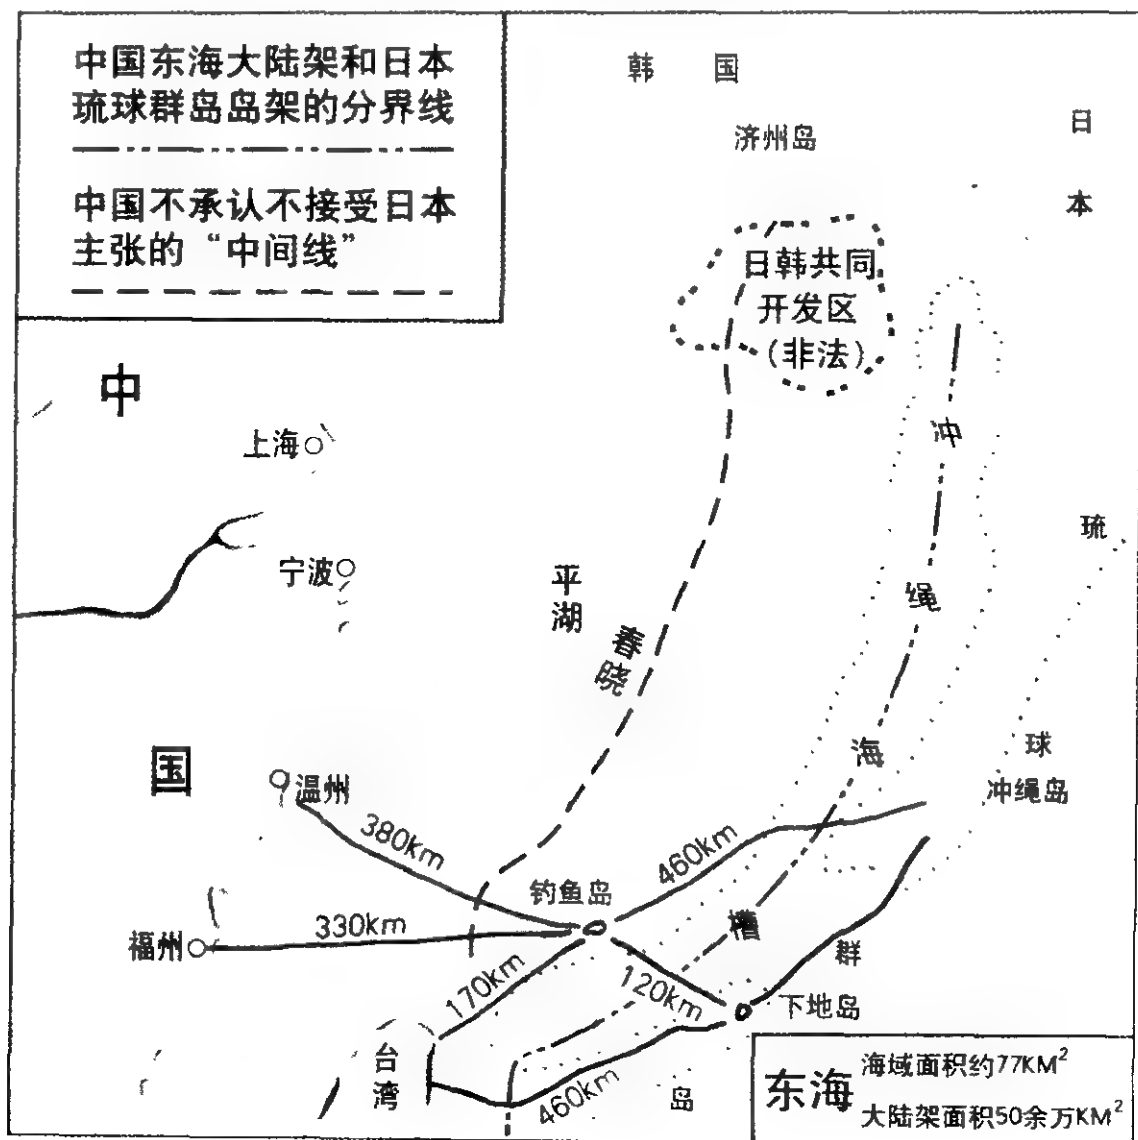 中国东海大陆架和日本
琉球群岛岛架的分界线
中国不承认不接受日本
主张的“中间线”
韩 国
济州岛
日
本
日韩共同
开发区
(非法)
中
国
上海
宁波
平
湖
春
晓
冲
绳
海
槽
琉
球
群
岛
冲绳岛
温州
380km
460km
钓鱼岛
福州
330km
170km
120km
下地岛
台
湾
460km
东海
海域面积约77KM²
大陆架面积50余万KM²